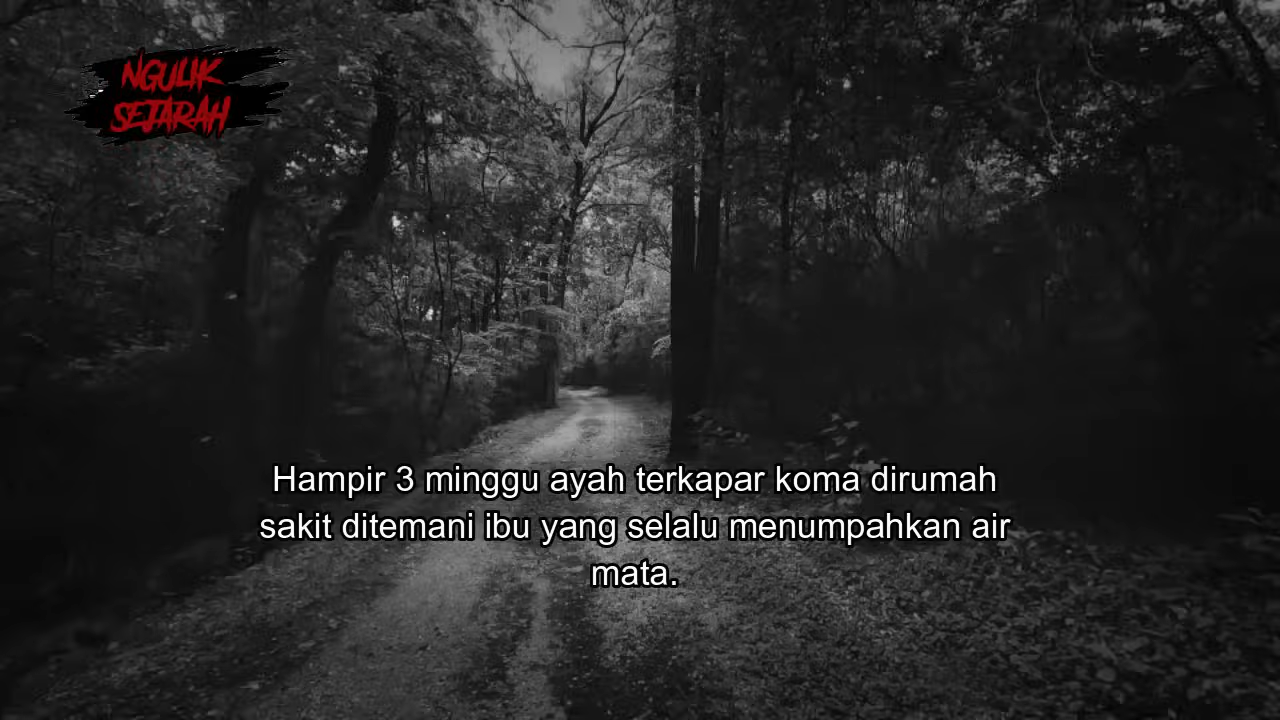 NGULIK
SEJARAH
Hampir 3 minggu ayah terkapar koma dirumah
sakit ditemani ibu yang selalu menumpahkan air
mata.